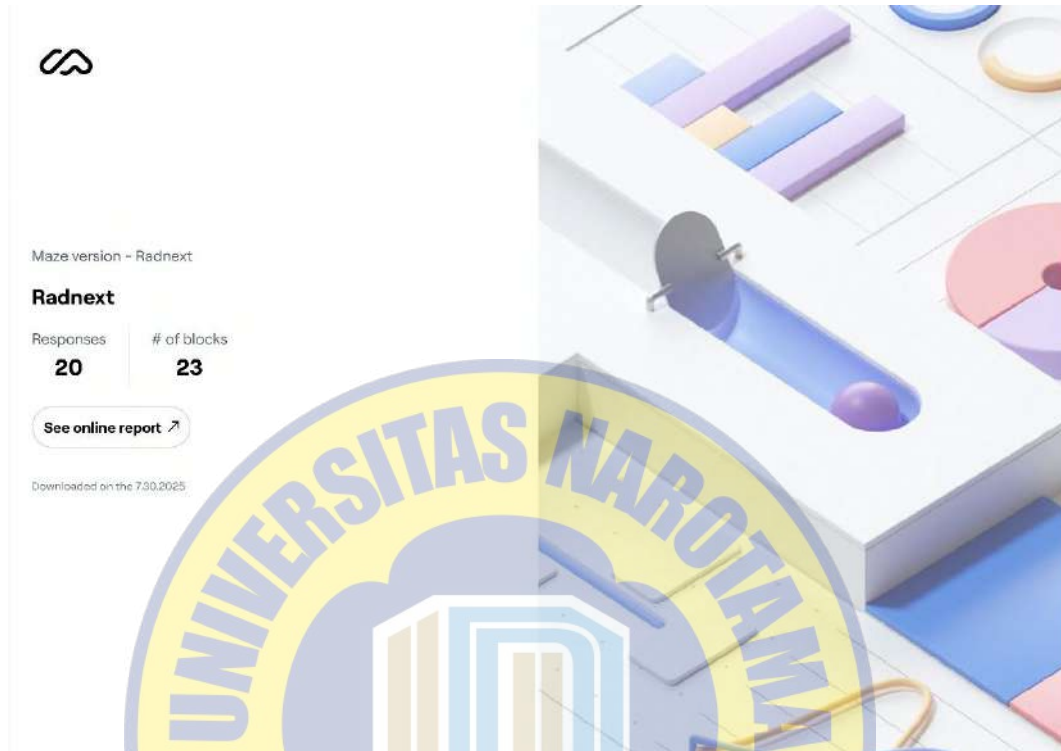 Maze version - Radnext
Radnext
Responses
# of blocks
20
23
See online report ↗
Downloaded on the 7.30.2025
UNIVERSITAS NAROTAMA